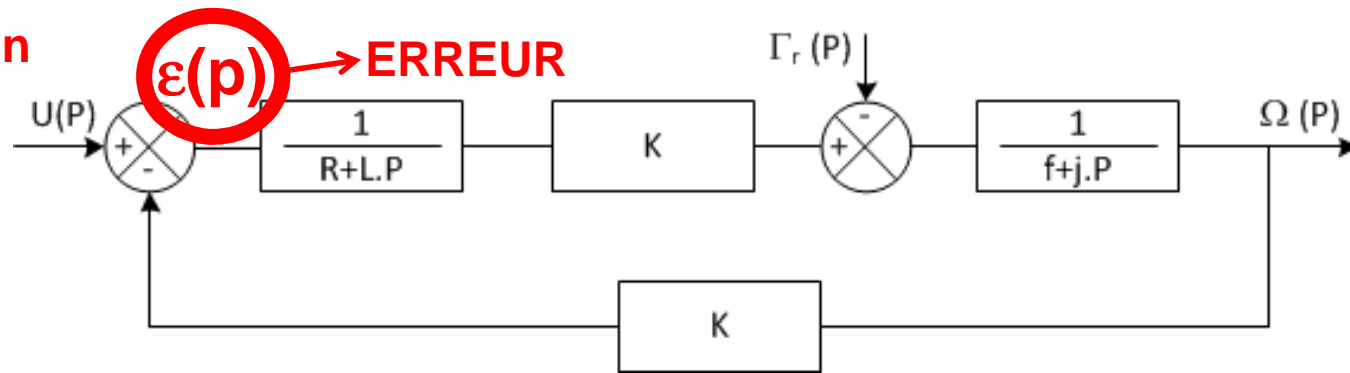 n
ε(p)
ERREUR
Γr (P)
U(P)
+
-
1
R+L.P
K
-
+
1
f+j.P
Ω (P)
K